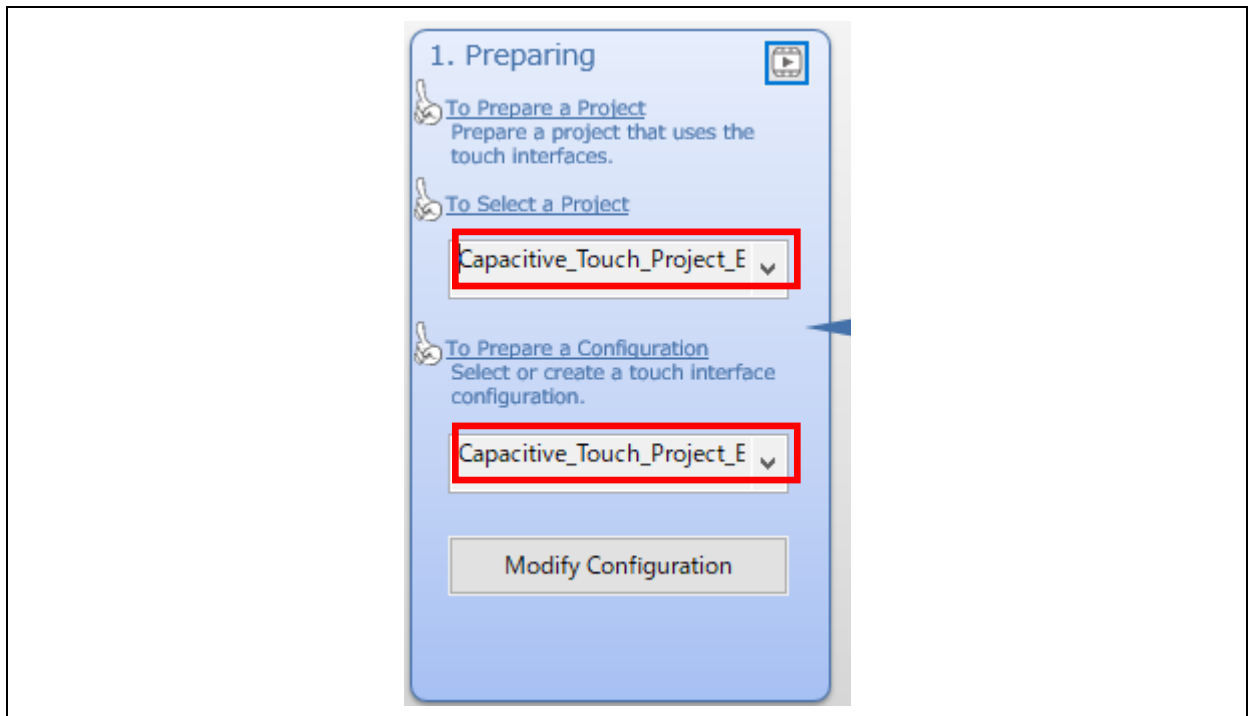 1. Preparing
To Prepare a Project
Prepare a project that uses the
touch interfaces.
To Select a Project
Capacitive_Touch_Project_E
To Prepare a Configuration
Select or create a touch interface
configuration.
Capacitive_Touch_Project_E
Modify Configuration